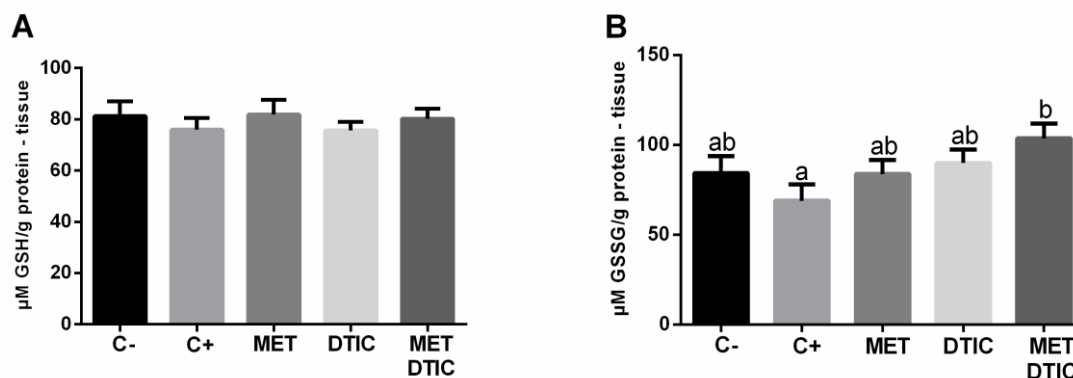 A
µM GSH/g protein - tissue
100
80
60
40
20
0
C-
C+
MET
DTIC
MET
DTIC
B
µM GSSG/g protein - tissue
150
100
50
0
ab
a
ab
ab
b
C-
C+
MET
DTIC
MET
DTIC